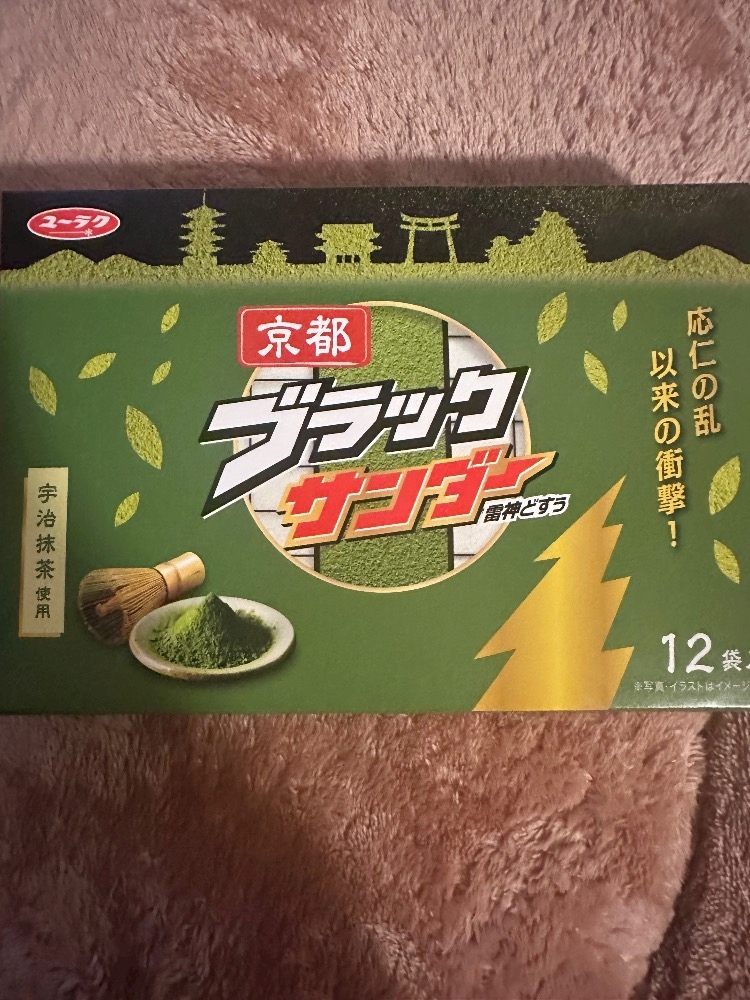 ユーラク
京都
ブラック
サンダー
雷神どすう
応仁の乱
以来の衝撃!
宇治抹茶使用
12袋
※写真・イラストはイメージ